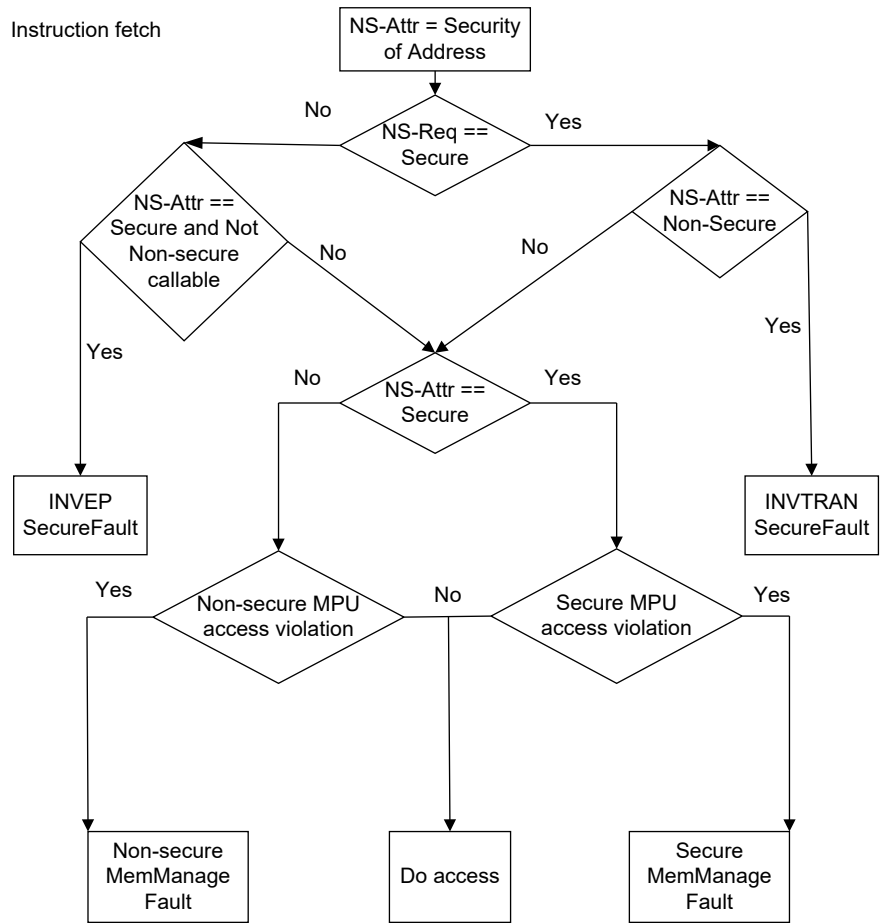 Instruction fetch
NS-Attr = Security
of Address
No
Yes
NS-Req ==
Secure
NS-Attr ==
Secure and Not
Non-secure
callable
NS-Attr ==
Non-Secure
No
No
Yes
Yes
No
Yes
NS-Attr ==
Secure
INVEP
SecureFault
INVTRAN
SecureFault
Yes
Non-secure MPU
access violation
No
Secure MPU
access violation
Yes
Non-secure
MemManage
Fault
Do access
Secure
MemManage
Fault